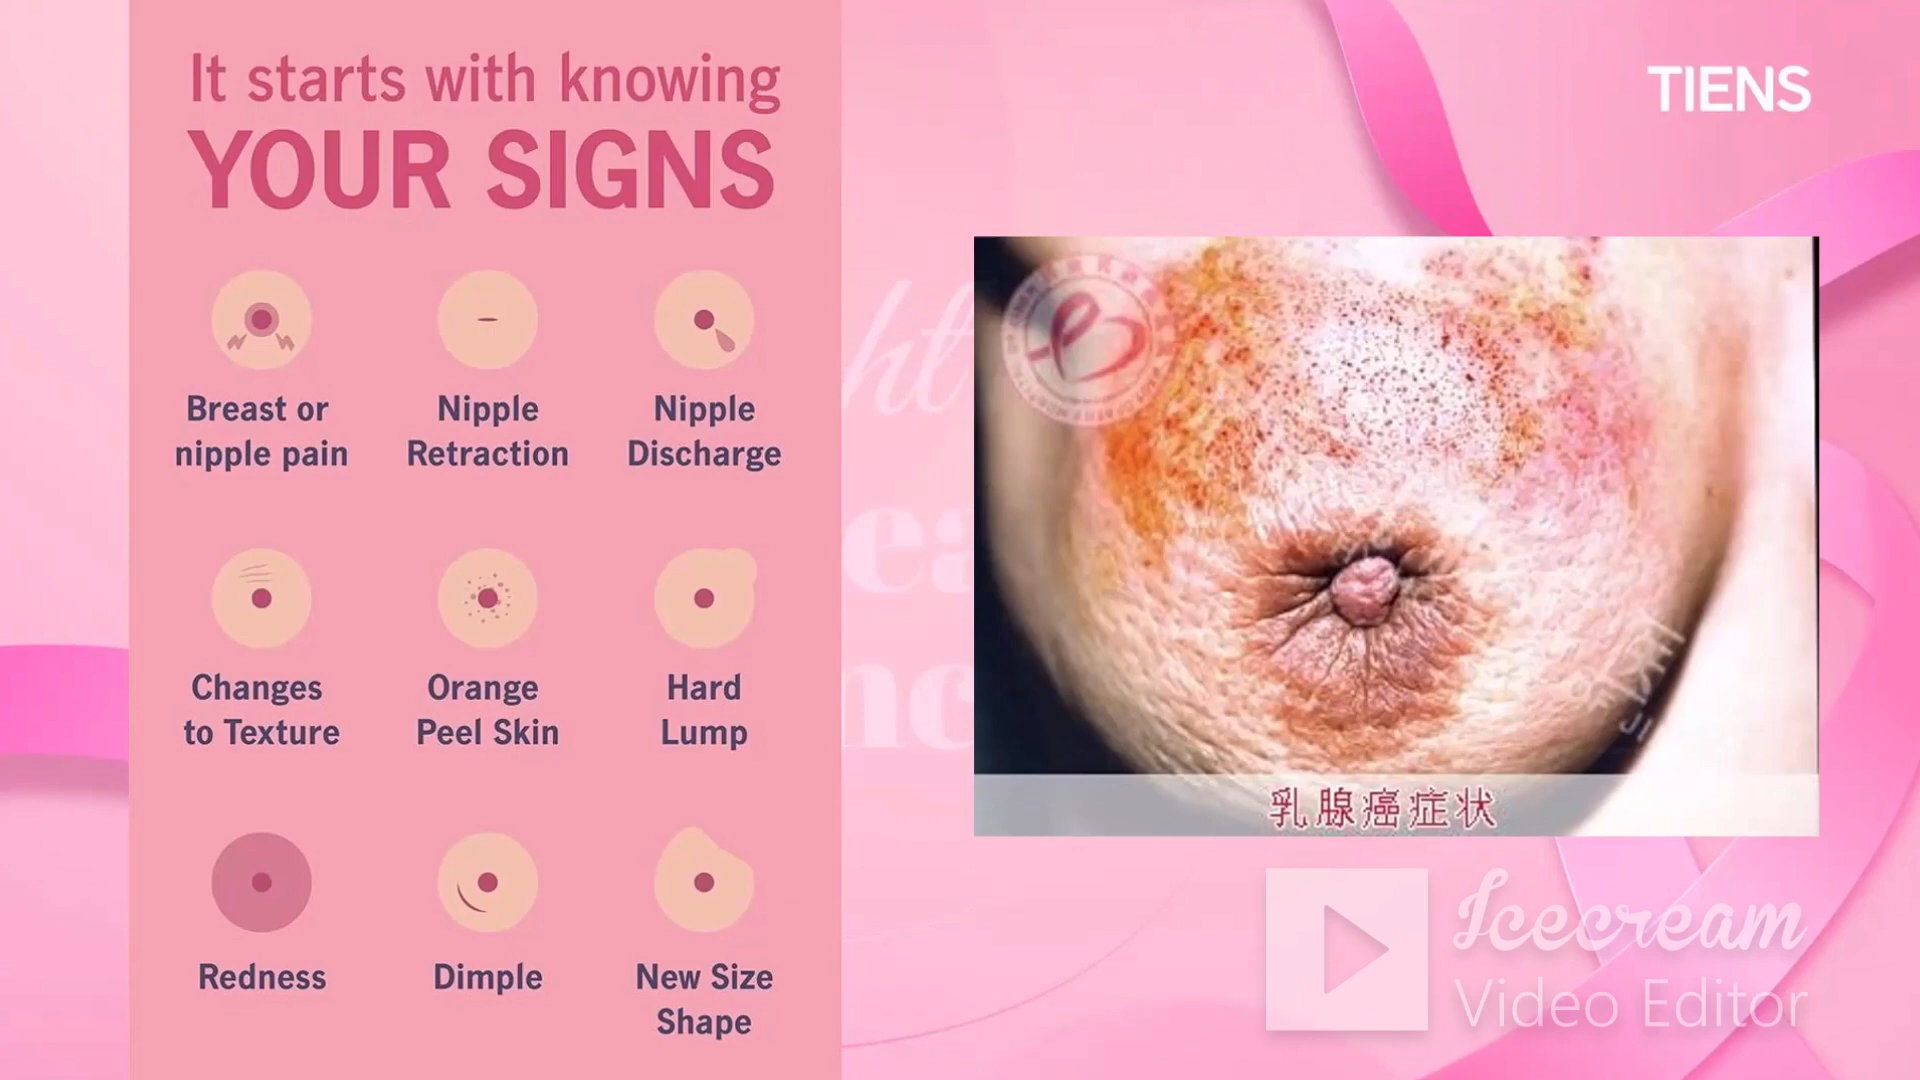 It starts with knowing
YOUR SIGNS
Breast or
nipple pain
Nipple
Retraction
Nipple
Discharge
Changes
to Texture
Orange
Peel Skin
Hard
Lump
Redness
Dimple
New Size
Shape
TIENS
乳腺癌症状
Icecream
Video Editor